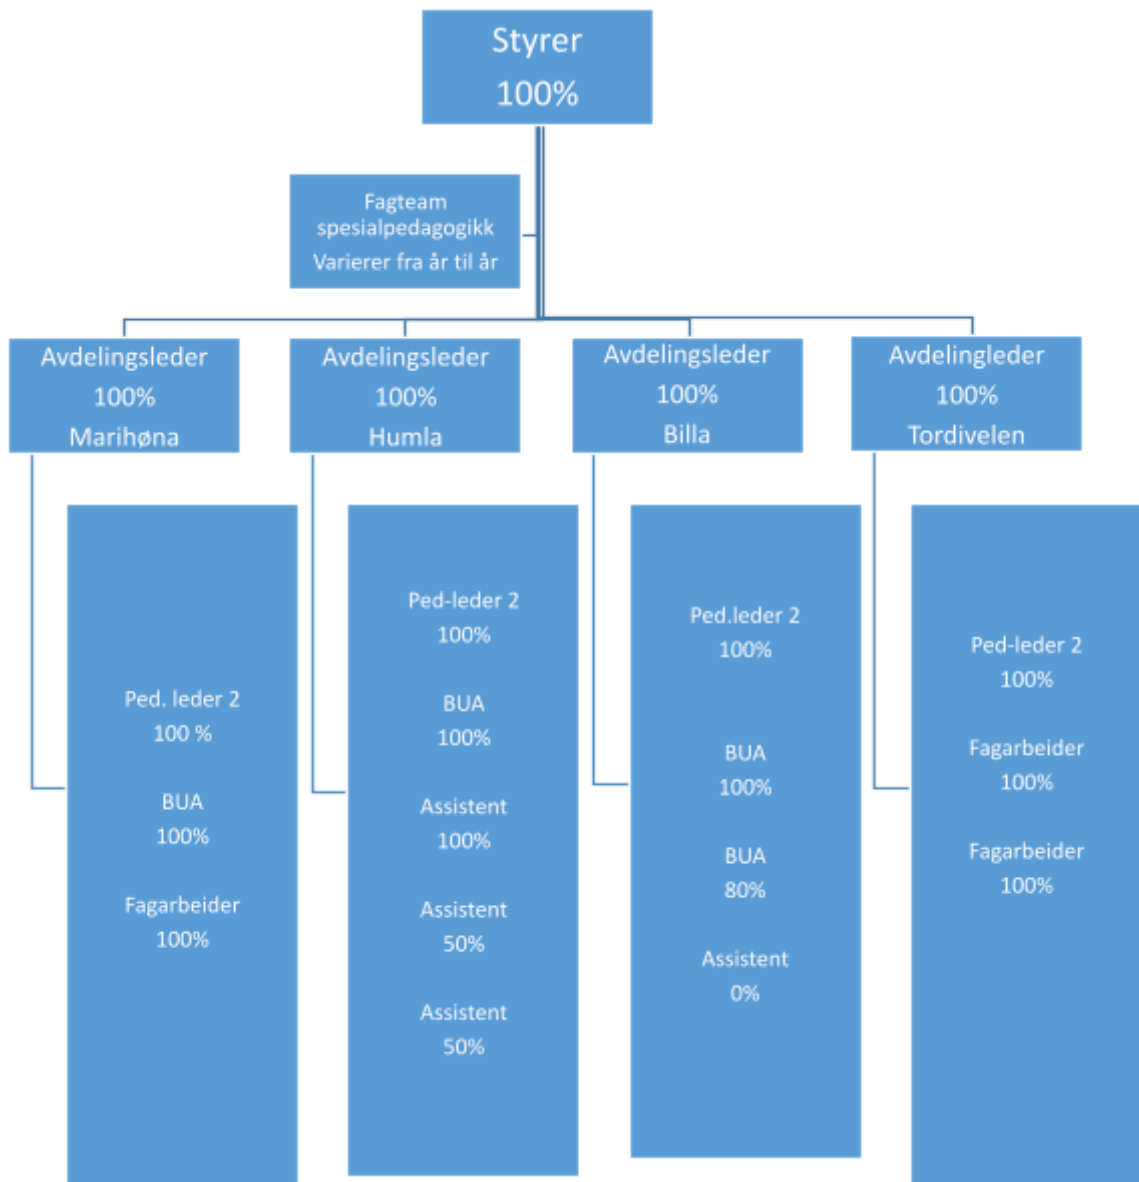 Styrer
100%
Fagteam
spesialpedagogikk
Varierer fra år til år
Avdelingsleder
100%
Marihøna
Avdelingsleder
100%
Humla
Avdelingsleder
100%
Billa
Avdelingleder
100%
Tordivelen
Ped. leder 2
100 %
BUA
100%
Fagarbeider
100%
Ped-leder 2
100%
BUA
100%
Assistent
100%
Assistent
50%
Assistent
50%
Ped.leder 2
100%
BUA
100%
BUA
80%
Assistent
0%
Ped-leder 2
100%
Fagarbeider
100%
Fagarbeider
100%